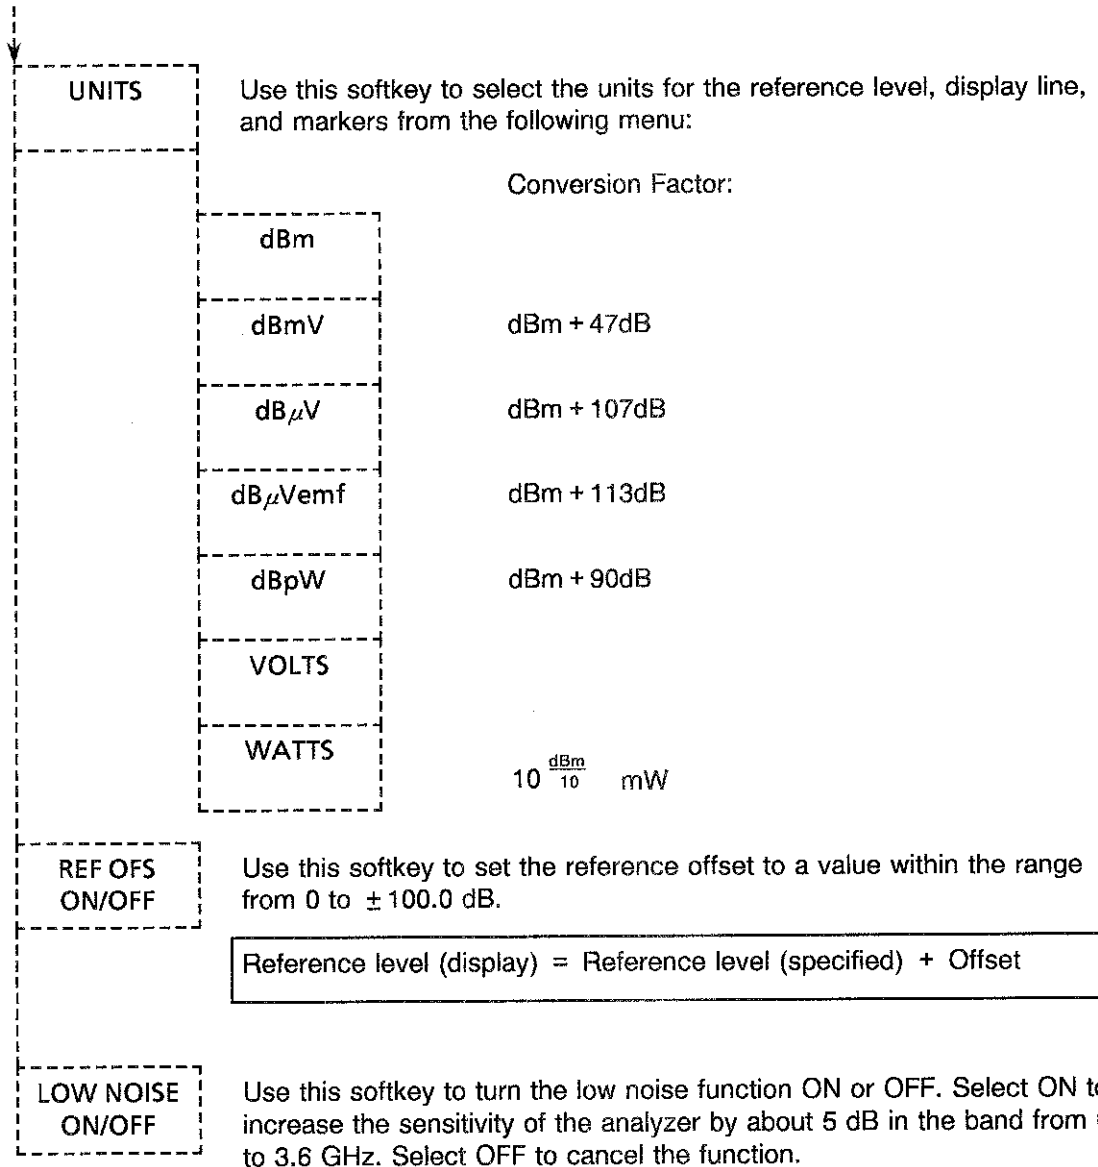 UNITS
Use this softkey to select the units for the reference level, display line,
and markers from the following menu:
Conversion Factor:
dBm
dBmV dBm + 47dB
dBμV dBm + 107dB
dBμVemf dBm + 113dB
dBpW dBm + 90dB
VOLTS
WATTS
10^(dBm/10) mW
REF OFS
ON/OFF
Use this softkey to set the reference offset to a value within the range
from 0 to ±100.0 dB.
Reference level (display) = Reference level (specified) + Offset
LOW NOISE
ON/OFF
Use this softkey to turn the low noise function ON or OFF. Select ON to
increase the sensitivity of the analyzer by about 5 dB in the band from
to 3.6 GHz. Select OFF to cancel the function.